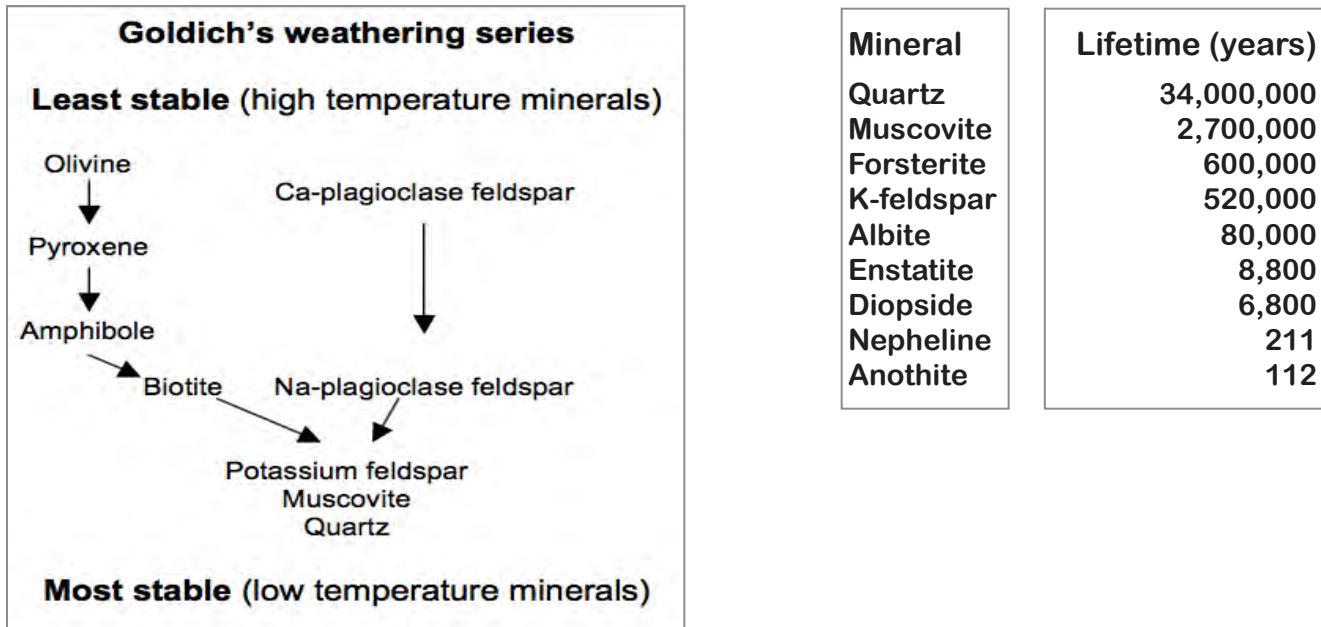 Goldich's weathering series
Least stable (high temperature minerals)
Olivine
Ca-plagioclase feldspar
Pyroxene
Amphibole
Biotite Na-plagioclase feldspar
Potassium feldspar
Muscovite
Quartz
Most stable (low temperature minerals)
Mineral Lifetime (years)
Quartz 34,000,000
Muscovite 2,700,000
Forsterite 600,000
K-feldspar 520,000
Albite 80,000
Enstatite 8,800
Diopside 6,800
Nepheline 211
Anothite 112